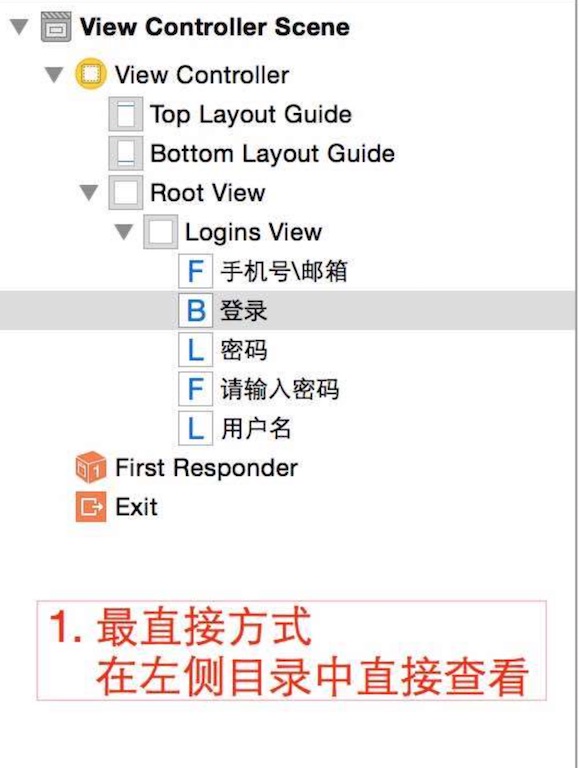 View Controller Scene
View Controller
Top Layout Guide
Bottom Layout Guide
Root View
Logins View
F 手机号\邮箱
B 登录
L 密码
F 请输入密码
L 用户名
First Responder
Exit
1. 最直接方式
在左侧目录中直接查看